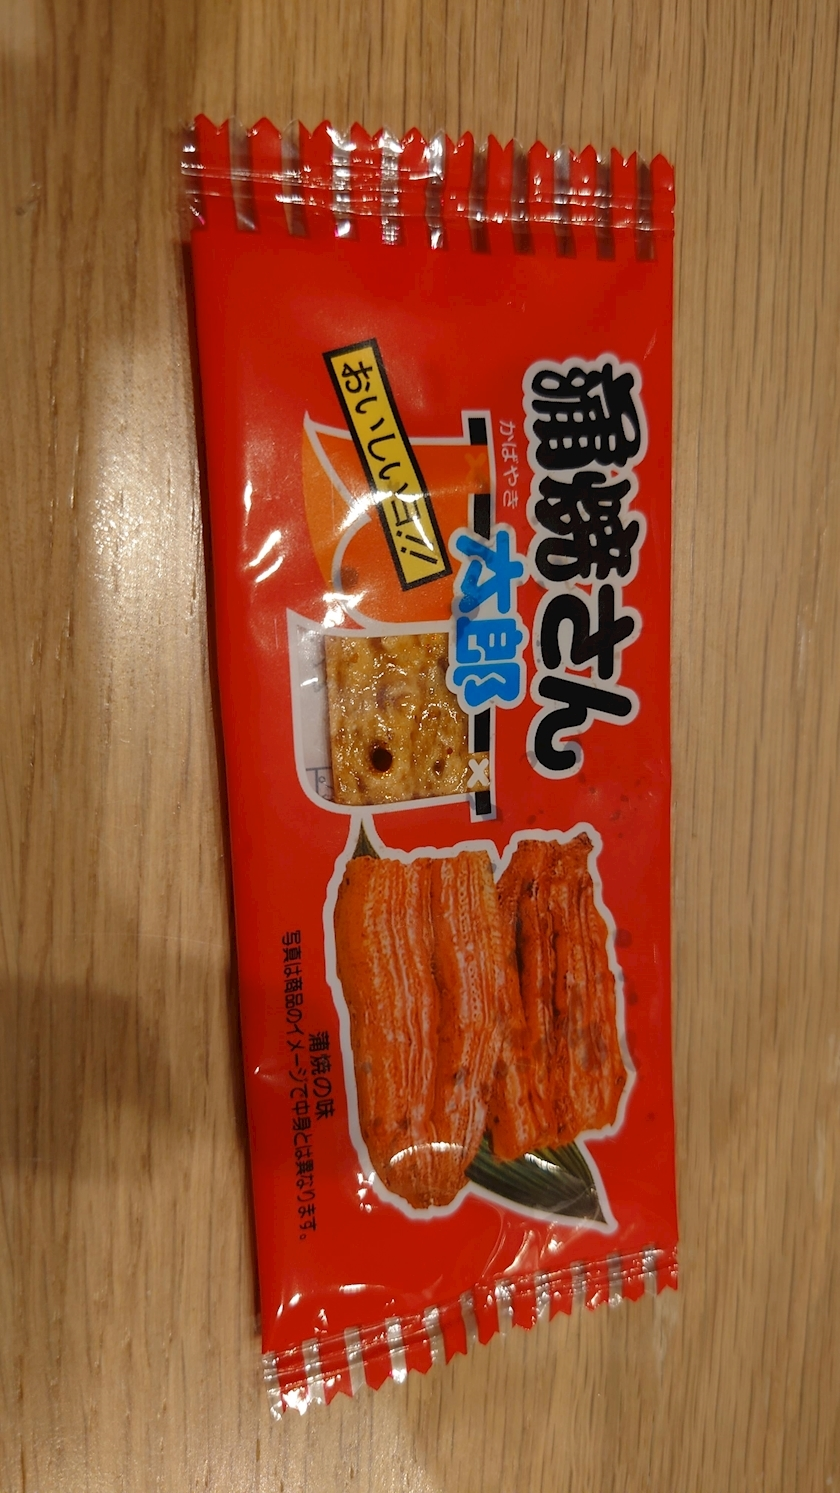 蒲焼さん
かばやき
太郎
おいしいヨ!!
蒲焼の味
写真は商品のイメージで中身とは異なります。